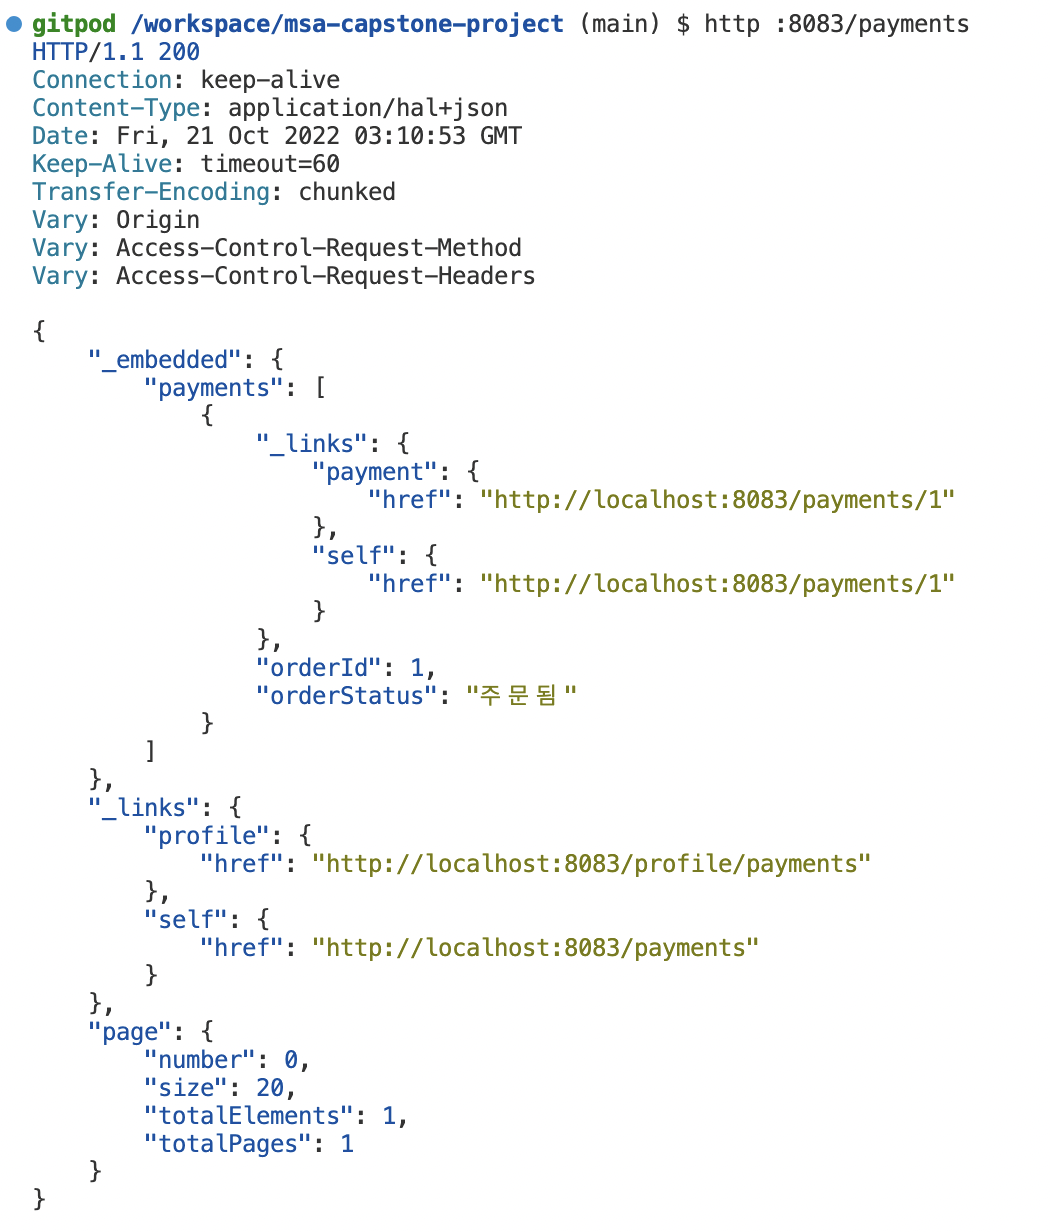 gitpod /workspace/msa-capstone-project (main) $ http :8083/payments
HTTP/1.1 200
Connection: keep-alive
Content-Type: application/hal+json
Date: Fri, 21 Oct 2022 03:10:53 GMT
Keep-Alive: timeout=60
Transfer-Encoding: chunked
Vary: Origin
Vary: Access-Control-Request-Method
Vary: Access-Control-Request-Headers

{
    "_embedded": {
        "payments": [
            {
                "_links": {
                    "payment": {
                        "href": "http://localhost:8083/payments/1"
                    },
                    "self": {
                        "href": "http://localhost:8083/payments/1"
                    }
                },
                "orderId": 1,
                "orderStatus": "주문됨"
            }
        ]
    },
    "_links": {
        "profile": {
            "href": "http://localhost:8083/profile/payments"
        },
        "self": {
            "href": "http://localhost:8083/payments"
        }
    },
    "page": {
        "number": 0,
        "size": 20,
        "totalElements": 1,
        "totalPages": 1
    }
}